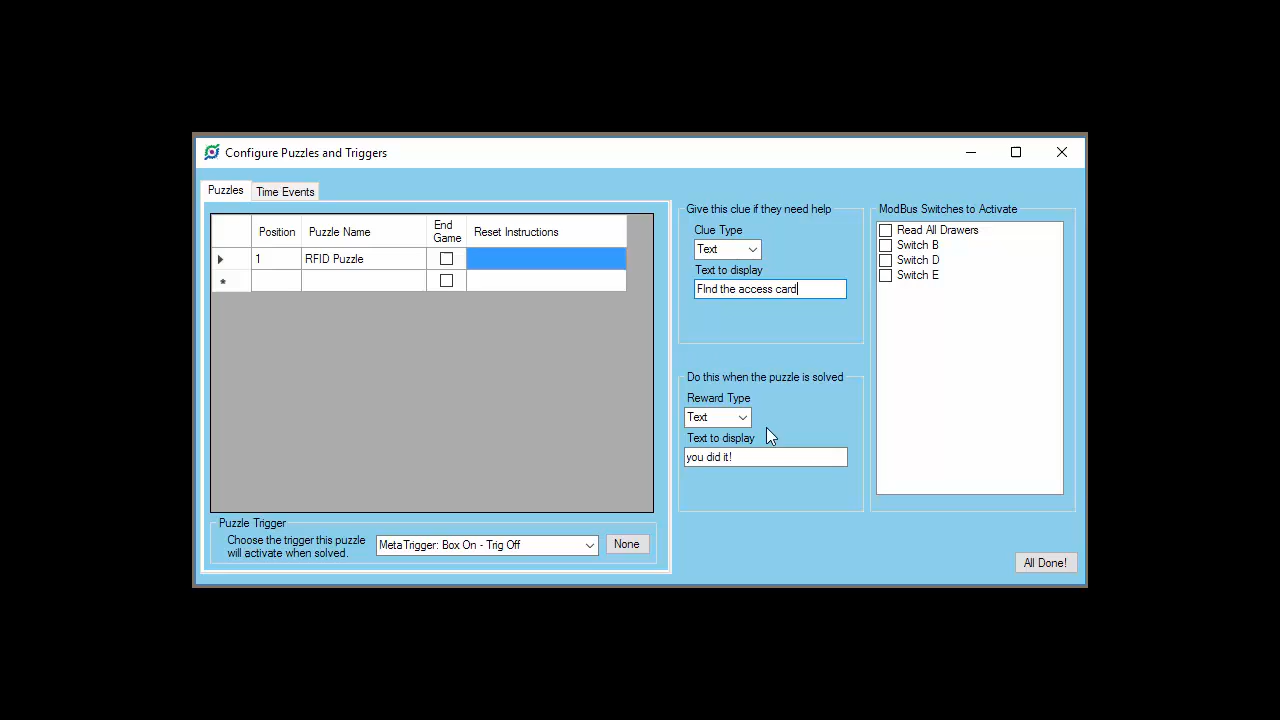 Configure Puzzles and Triggers
Puzzles
Time Events
Position
Puzzle Name
End
Game
Reset Instructions
1
RFID Puzzle
*
Puzzle Trigger
Choose the trigger this puzzle
will activate when solved.
MetaTrigger: Box On - Trig Off
None
Give this clue if they need help
Clue Type
Text
Text to display
FInd the access card
Do this when the puzzle is solved
Reward Type
Text
Text to display
you did it!
ModBus Switches to Activate
Read All Drawers
Switch B
Switch D
Switch E
All Done!